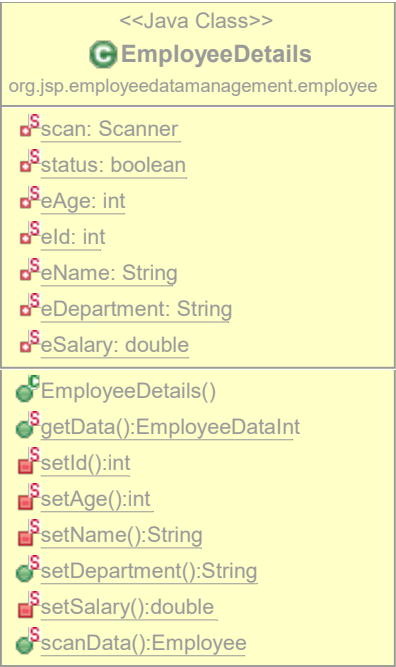 <<Java Class>>
C EmployeeDetails
org.jsp.employeedatamanagement.employee
S scan: Scanner
S status: boolean
S eAge: int
S eId: int
S eName: String
S eDepartment: String
S eSalary: double
C EmployeeDetails()
S getData():EmployeeDataInt
S setId():int
S setAge():int
S setName():String
S setDepartment():String
S setSalary():double
S scanData():Employee